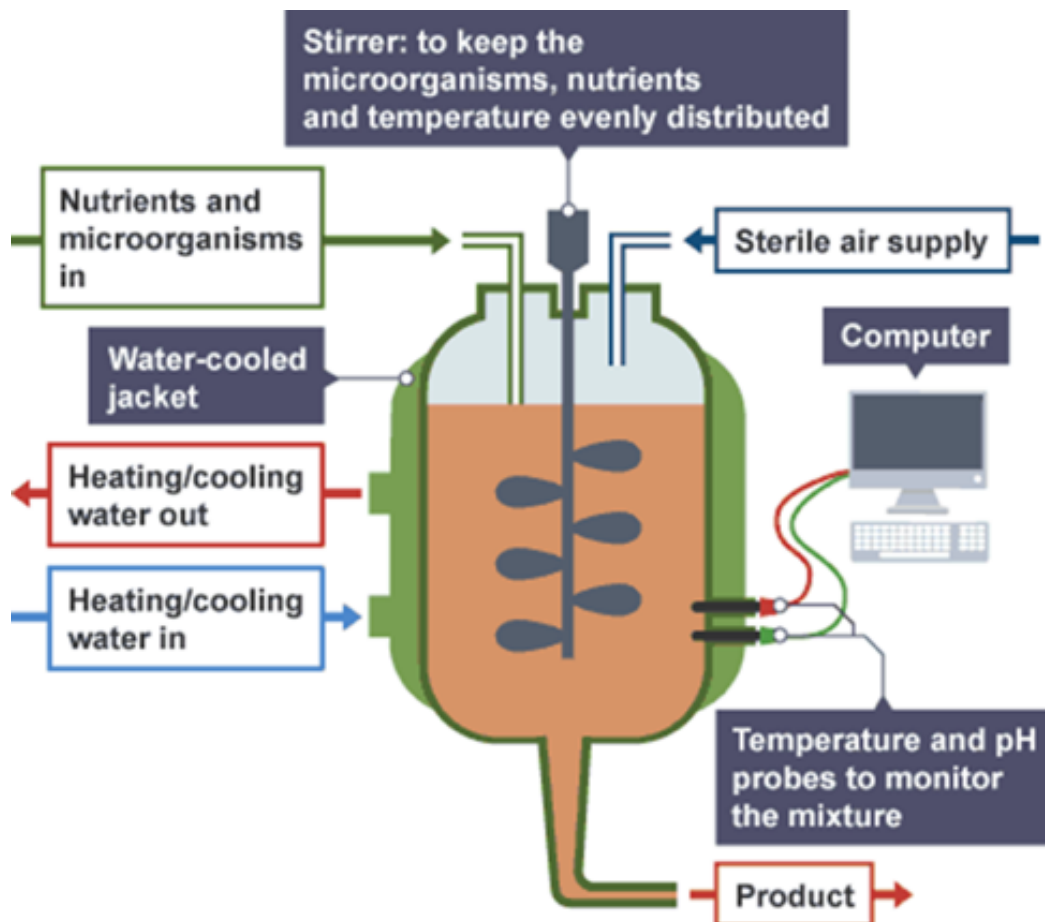 Stirrer: to keep the
microorganisms, nutrients
and temperature evenly distributed
Nutrients and
microorganisms
in
Sterile air supply
Computer
Water-cooled
jacket
Heating/cooling
water out
Heating/cooling
water in
Temperature and pH
probes to monitor
the mixture
Product